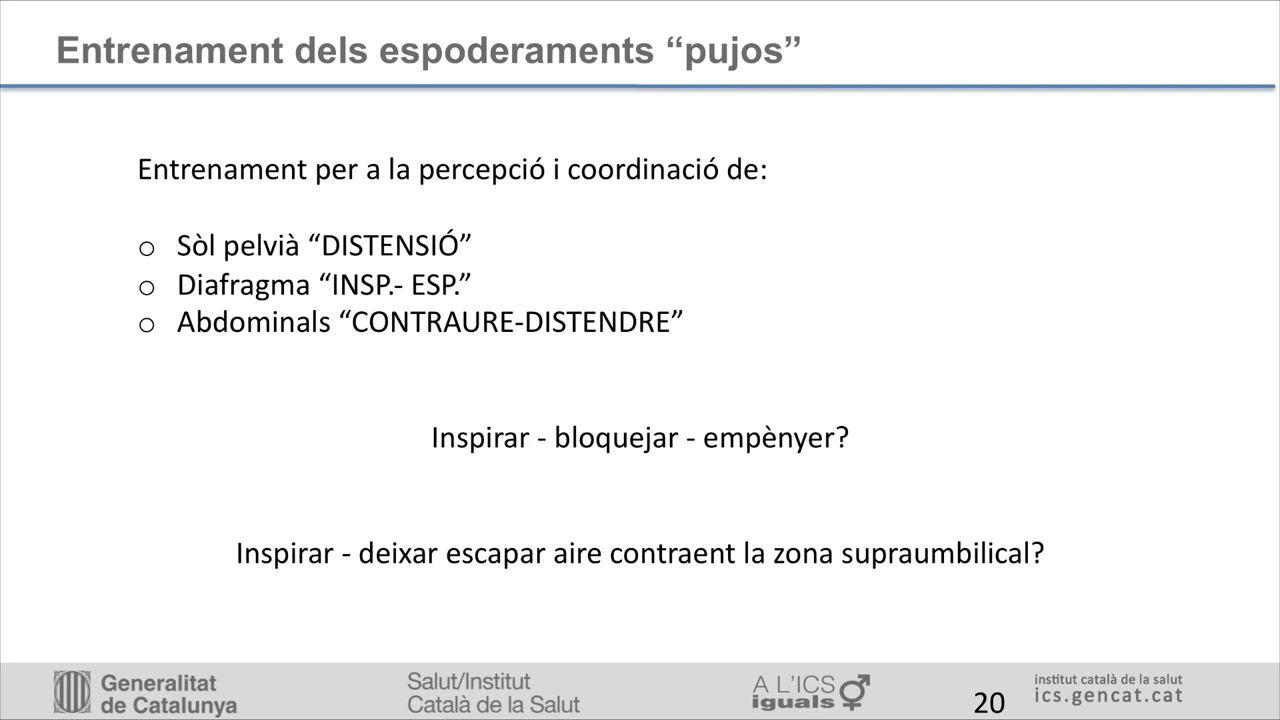 Entrenament dels espoderaments “pujos”
Entrenament per a la percepció i coordinació de:
o Sòl pelvià “DISTENSIÓ”
o Diafragma “INSP.- ESP.”
o Abdominals “CONTRAURE-DISTENDRE”
Inspirar - bloquejar - empènyer?
Inspirar - deixar escapar aire contraent la zona supraumbilical?
Generalitat
de Catalunya
Salut/Institut
Català de la Salut
A L'ICS
iguals
20
institut català de la salut
ics.gencat.cat